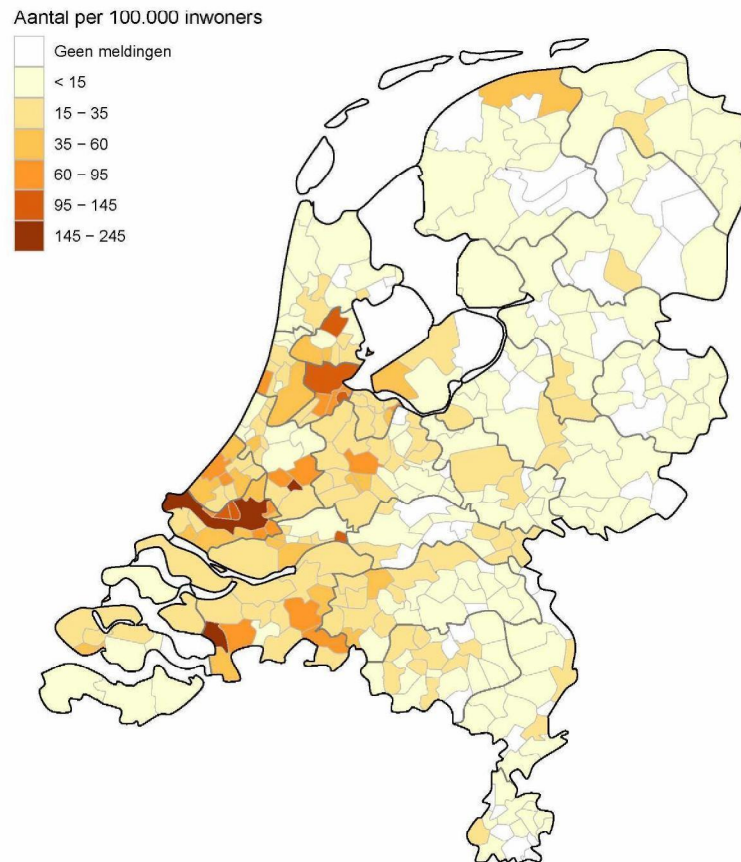 Aantal per 100.000 inwoners
Geen meldingen
< 15
15 – 35
35 – 60
60 – 95
95 – 145
145 – 245